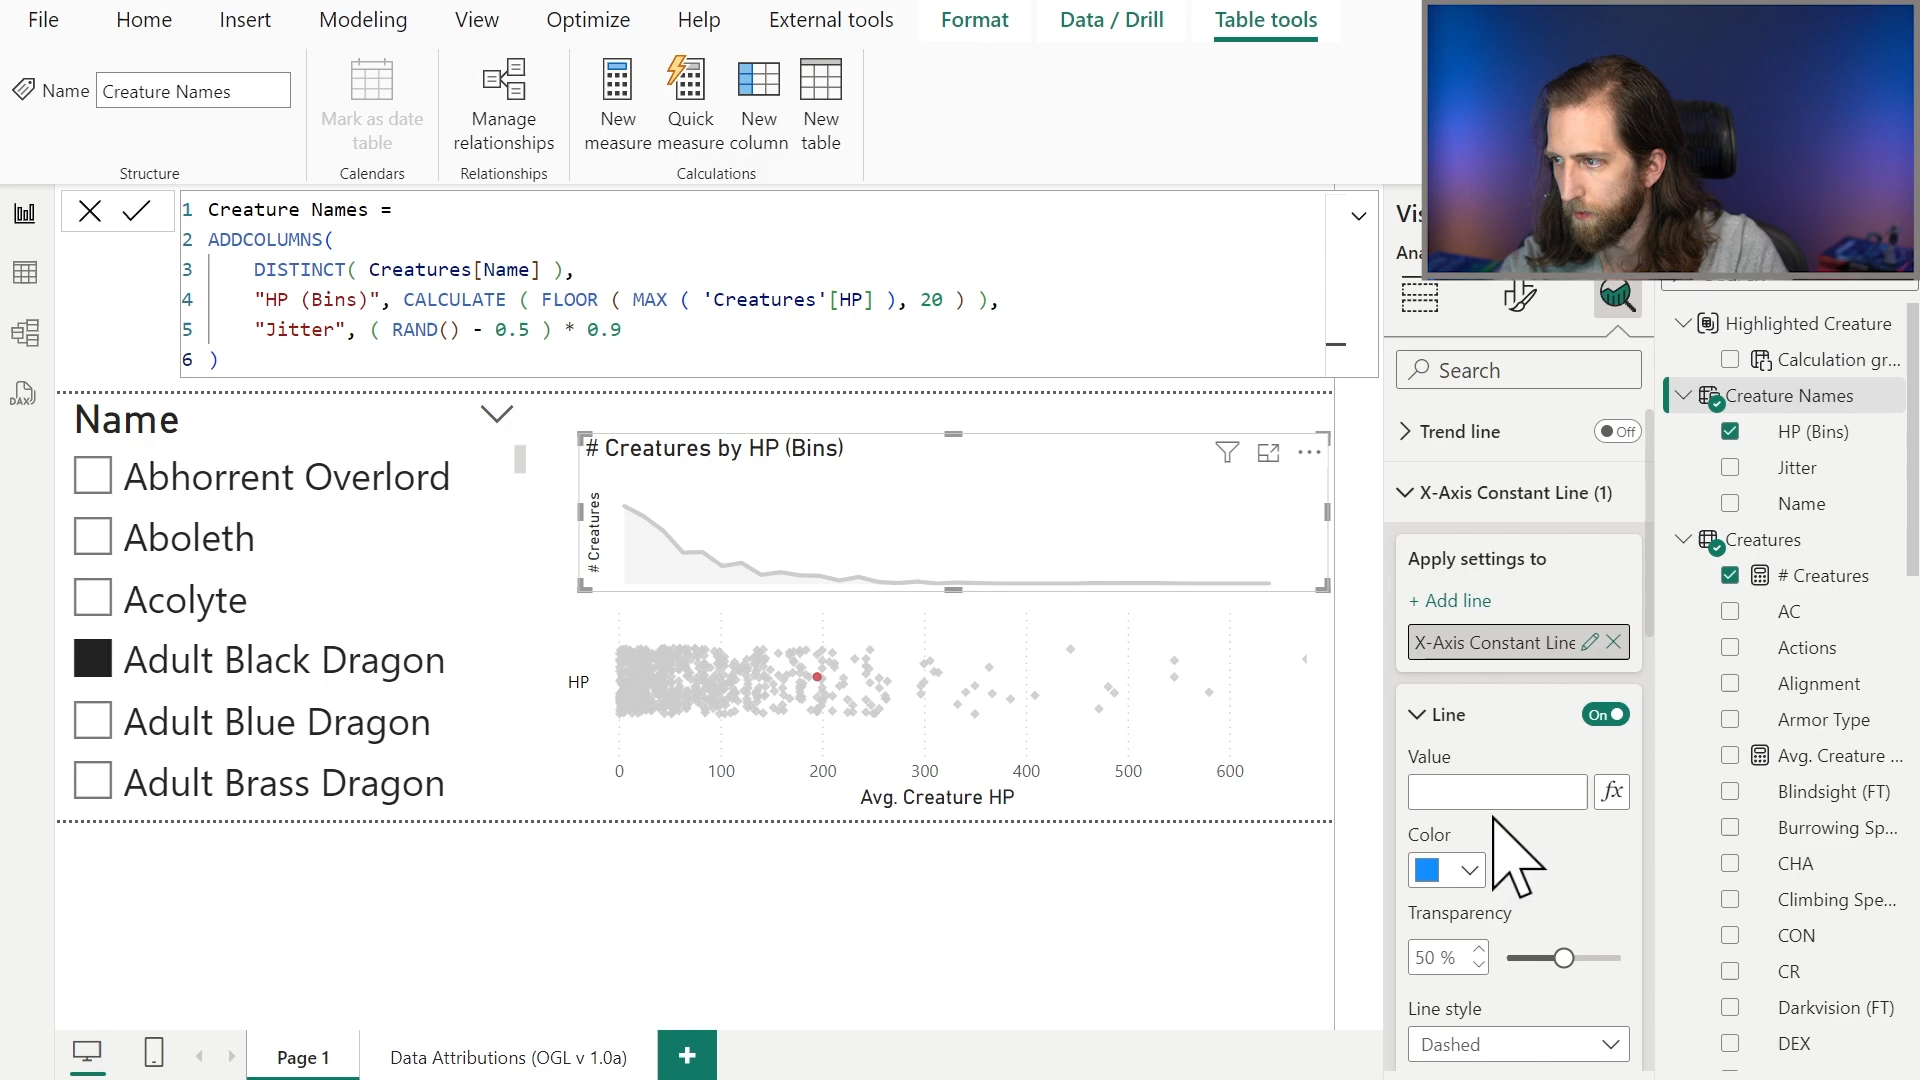 File
Home
Insert
Modeling
View
Optimize
Help
External tools
Format
Data / Drill
Table tools
Name
Creature Names
Mark as date
table
Manage
relationships
New
measure
Quick
measure
New
column
New
table
Structure
Calendars
Relationships
Calculations
1 Creature Names =
2 ADDCOLUMNS(
3 DISTINCT( Creatures[Name] ),
4 "HP (Bins)", CALCULATE ( FLOOR ( MAX ( 'Creatures'[HP] ), 20 ) ),
5 "Jitter", ( RAND() - 0.5 ) * 0.9
6 )
DAX
Name
Abhorrent Overlord
Aboleth
Acolyte
Adult Black Dragon
Adult Blue Dragon
Adult Brass Dragon
# Creatures by HP (Bins)
# Creatures
HP
0
100
200
300
400
500
600
Avg. Creature HP
Search
Trend line
Off
X-Axis Constant Line (1)
Apply settings to
+ Add line
X-Axis Constant Line
Line
On
Value
fx
Color
Transparency
50 %
Line style
Dashed
Highlighted Creature
Calculation gr...
Creature Names
HP (Bins)
Jitter
Name
Creatures
# Creatures
AC
Actions
Alignment
Armor Type
Avg. Creature ...
Blindsight (FT)
Burrowing Sp...
CHA
Climbing Spe...
CON
CR
Darkvision (FT)
DEX
Page 1
Data Attributions (OGL v 1.0a)